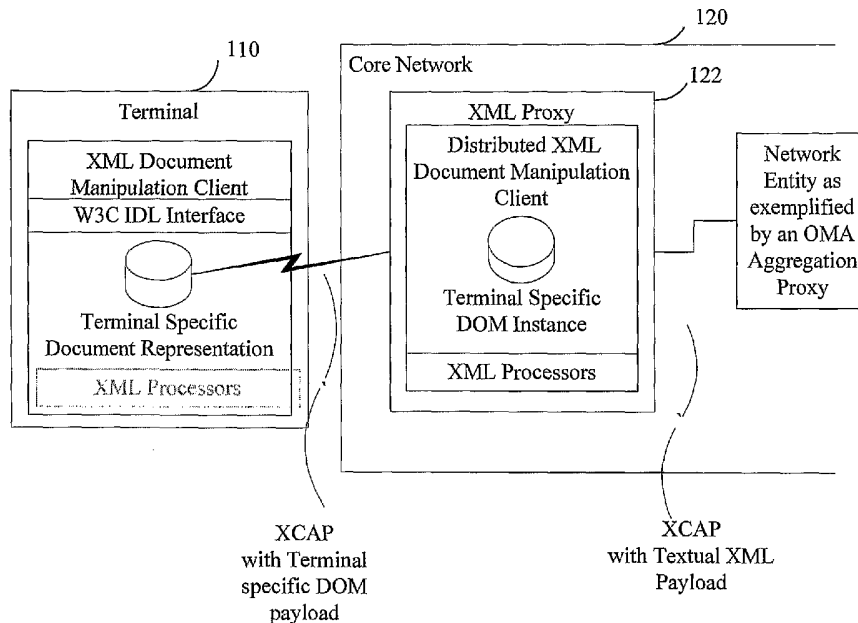 120
110
Core Network
122
Terminal
XML Proxy
XML Document
Manipulation Client
W3C IDL Interface
Terminal Specific
Document Representation
XML Processors
Distributed XML
Document Manipulation
Client
Terminal Specific
DOM Instance
XML Processors
Network
Entity as
exemplified
by an OMA
Aggregation
Proxy
XCAP
with Terminal
specific DOM
payload
XCAP
with Textual XML
Payload